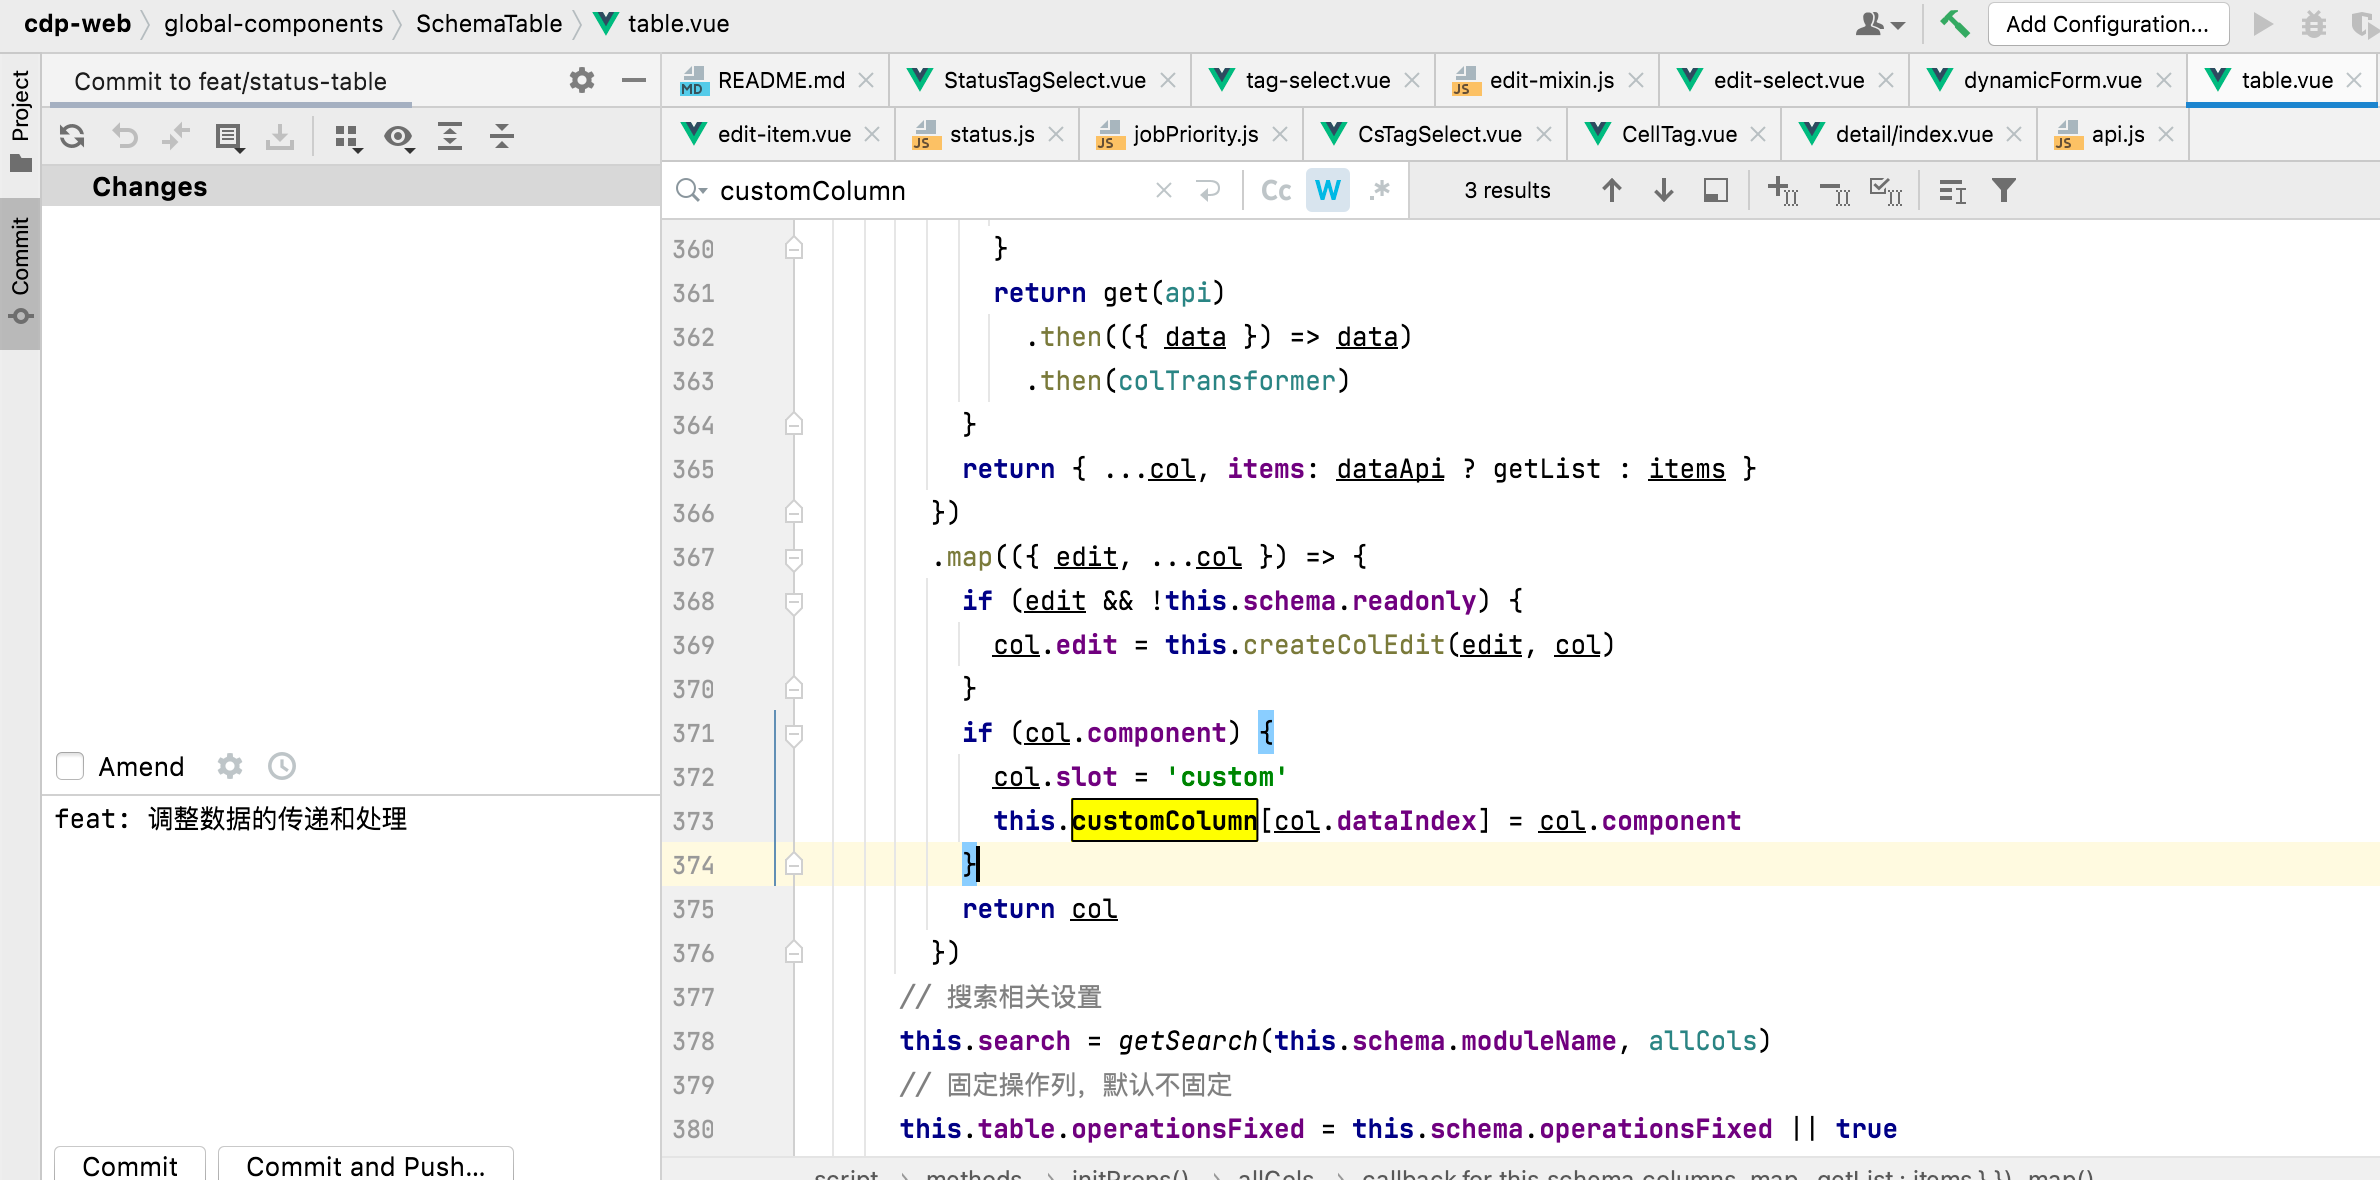 cdp-web global-components SchemaTable table.vue
Add Configuration...
Project
Commit
Commit to feat/status-table
README.md StatusTagSelect.vue tag-select.vue edit-mixin.js edit-select.vue dynamicForm.vue table.vue
edit-item.vue status.js jobPriority.js CsTagSelect.vue CellTag.vue detail/index.vue api.js
Changes
customColumn Cc W .* 3 results
360 }
361 return get(api)
362 .then(({ data }) => data)
363 .then(colTransformer)
364 }
365 return { ...col, items: dataApi ? getList : items }
366 })
367 .map(({ edit, ...col }) => {
368 if (edit && !this.schema.readonly) {
369 col.edit = this.createColEdit(edit, col)
370 }
371 if (col.component) {
372 col.slot = 'custom'
373 this.customColumn[col.dataIndex] = col.component
374 }
375 return col
376 })
377 // 搜索相关设置
378 this.search = getSearch(this.schema.moduleName, allCols)
379 // 固定操作列，默认不固定
380 this.table.operationsFixed = this.schema.operationsFixed || true
Amend
feat: 调整数据的传递和处理
Commit Commit and Push...
script methods initProps() allCols callback for this.schema.columns map getList : items } }) map()